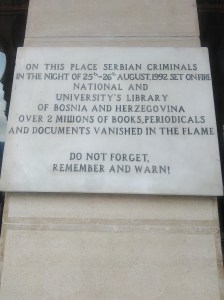 ON THIS PLACE SERBIAN CRIMINALS
IN THE NIGHT OF 25TH-26TH AUGUST, 1992. SET ON FIRE
NATIONAL AND
UNIVERSITY'S LIBRARY
OF BOSNIA AND HERZEGOVINA
OVER 2 MILLIONS OF BOOKS, PERIODICALS
AND DOCUMENTS VANISHED IN THE FLAME
DO NOT FORGET,
REMEMBER AND WARN!